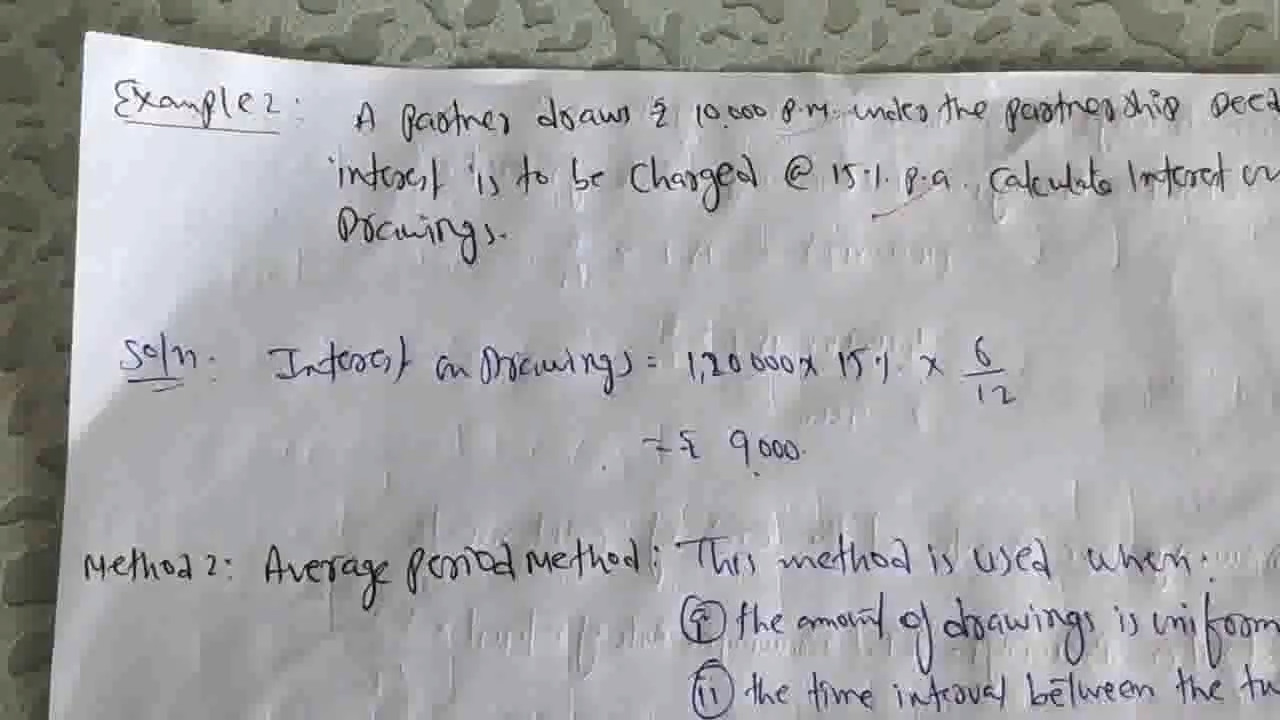 Example 2: A partner draws ₹ 10,000 P.M. under the partnership Deed
interest is to be Charged @ 15% p.a. Calculate Interest on
Drawings.
Soln. Interest on Drawings = 1,20000 x 15% x 6/12
= ₹ 9,000.
Method 2: Average period Method: This method is used when:
(i) the amount of drawings is uniform
(ii) the time interval between the